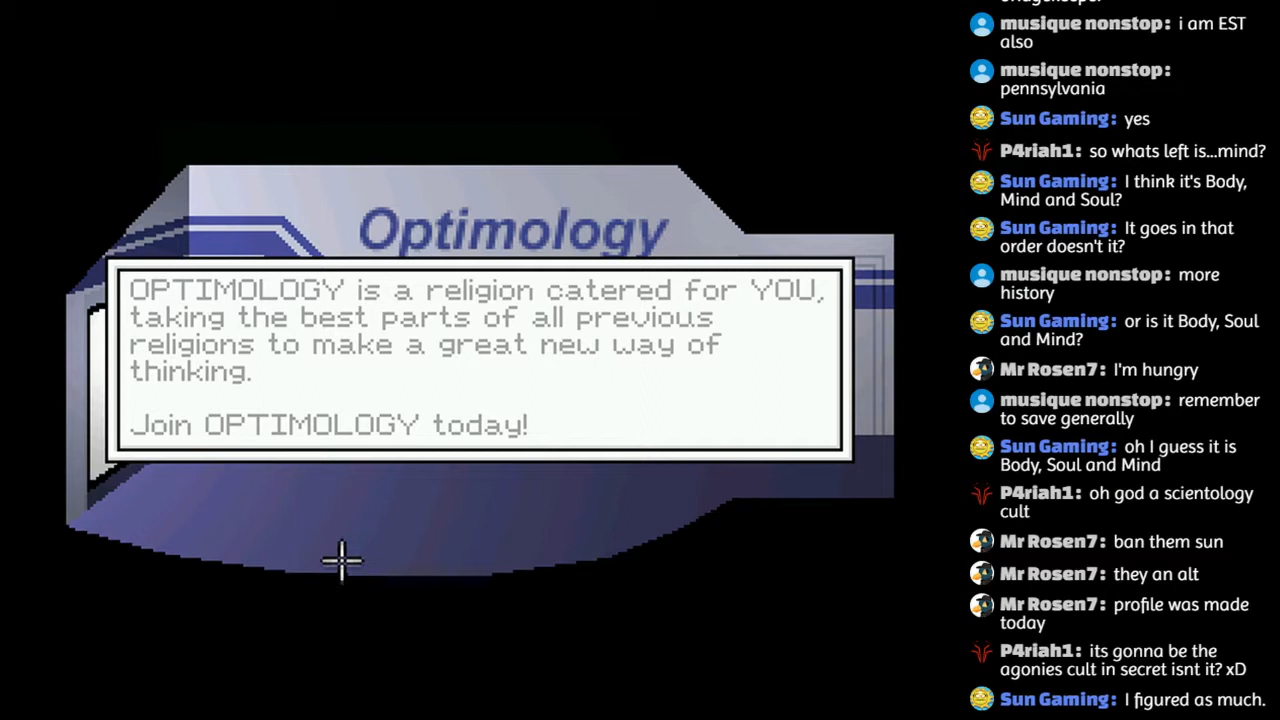 Optimology
OPTIMOLOGY is a religion catered for YOU,
taking the best parts of all previous
religions to make a great new way of
thinking.
Join OPTIMOLOGY today!
musique nonstop: i am EST
also
musique nonstop:
pennsylvania
Sun Gaming: yes
P4riah1: so whats left is...mind?
Sun Gaming: I think it's Body,
Mind and Soul?
Sun Gaming: It goes in that
order doesn't it?
musique nonstop: more
history
Sun Gaming: or is it Body, Soul
and Mind?
Mr Rosen7: I'm hungry
musique nonstop: remember
to save generally
Sun Gaming: oh I guess it is
Body, Soul and Mind
P4riah1: oh god a scientology
cult
Mr Rosen7: ban them sun
Mr Rosen7: they an alt
Mr Rosen7: profile was made
today
P4riah1: its gonna be the
agonies cult in secret isnt it? xD
Sun Gaming: I figured as much.